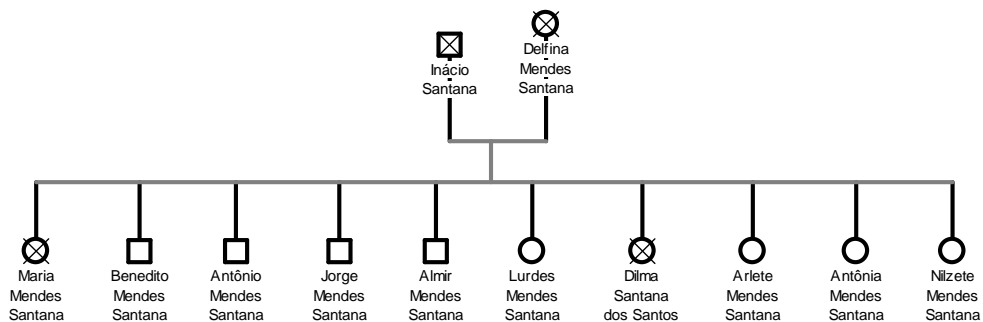 Inácio
Santana
Delfina
Mendes
Santana
Maria
Mendes
Santana
Benedito
Mendes
Santana
Antônio
Mendes
Santana
Jorge
Mendes
Santana
Almir
Mendes
Santana
Lurdes
Mendes
Santana
Dilma
Santana
dos Santos
Arlete
Mendes
Santana
Antônia
Mendes
Santana
Nilzete
Mendes
Santana